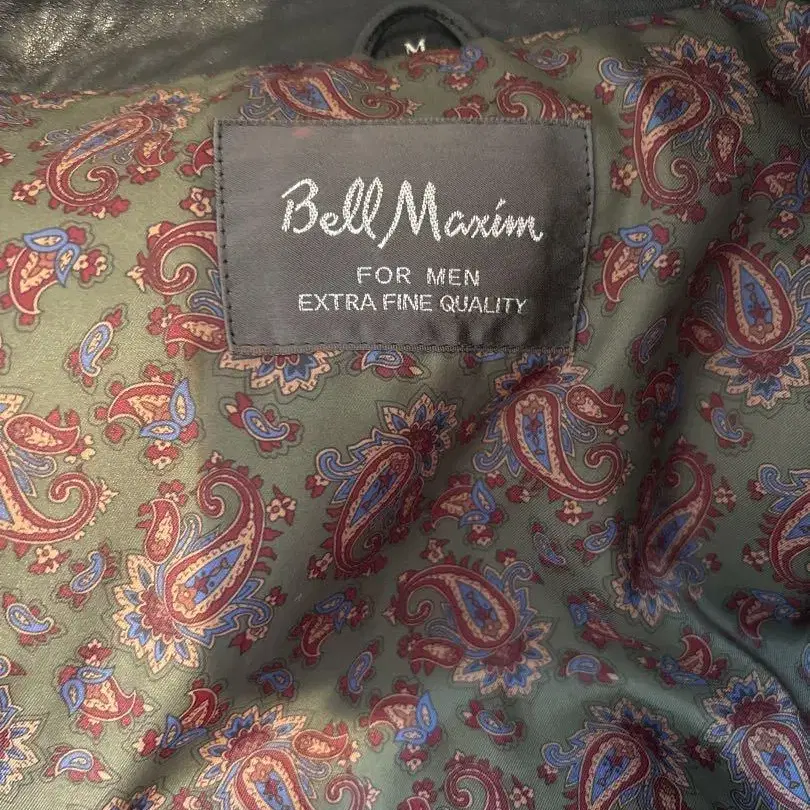 M
Bell Maxim
FOR MEN
EXTRA FINE QUALITY